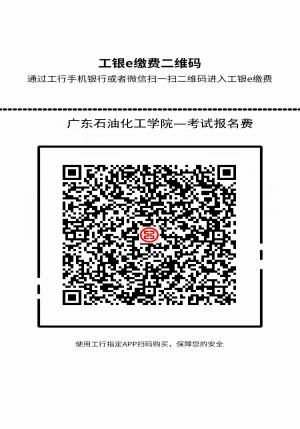 工银e缴费二维码
通过工行手机银行或者微信扫一扫二维码进入工银e缴费
广东石油化工学院—考试报名费
使用工行指定APP扫码购买，保障您的安全